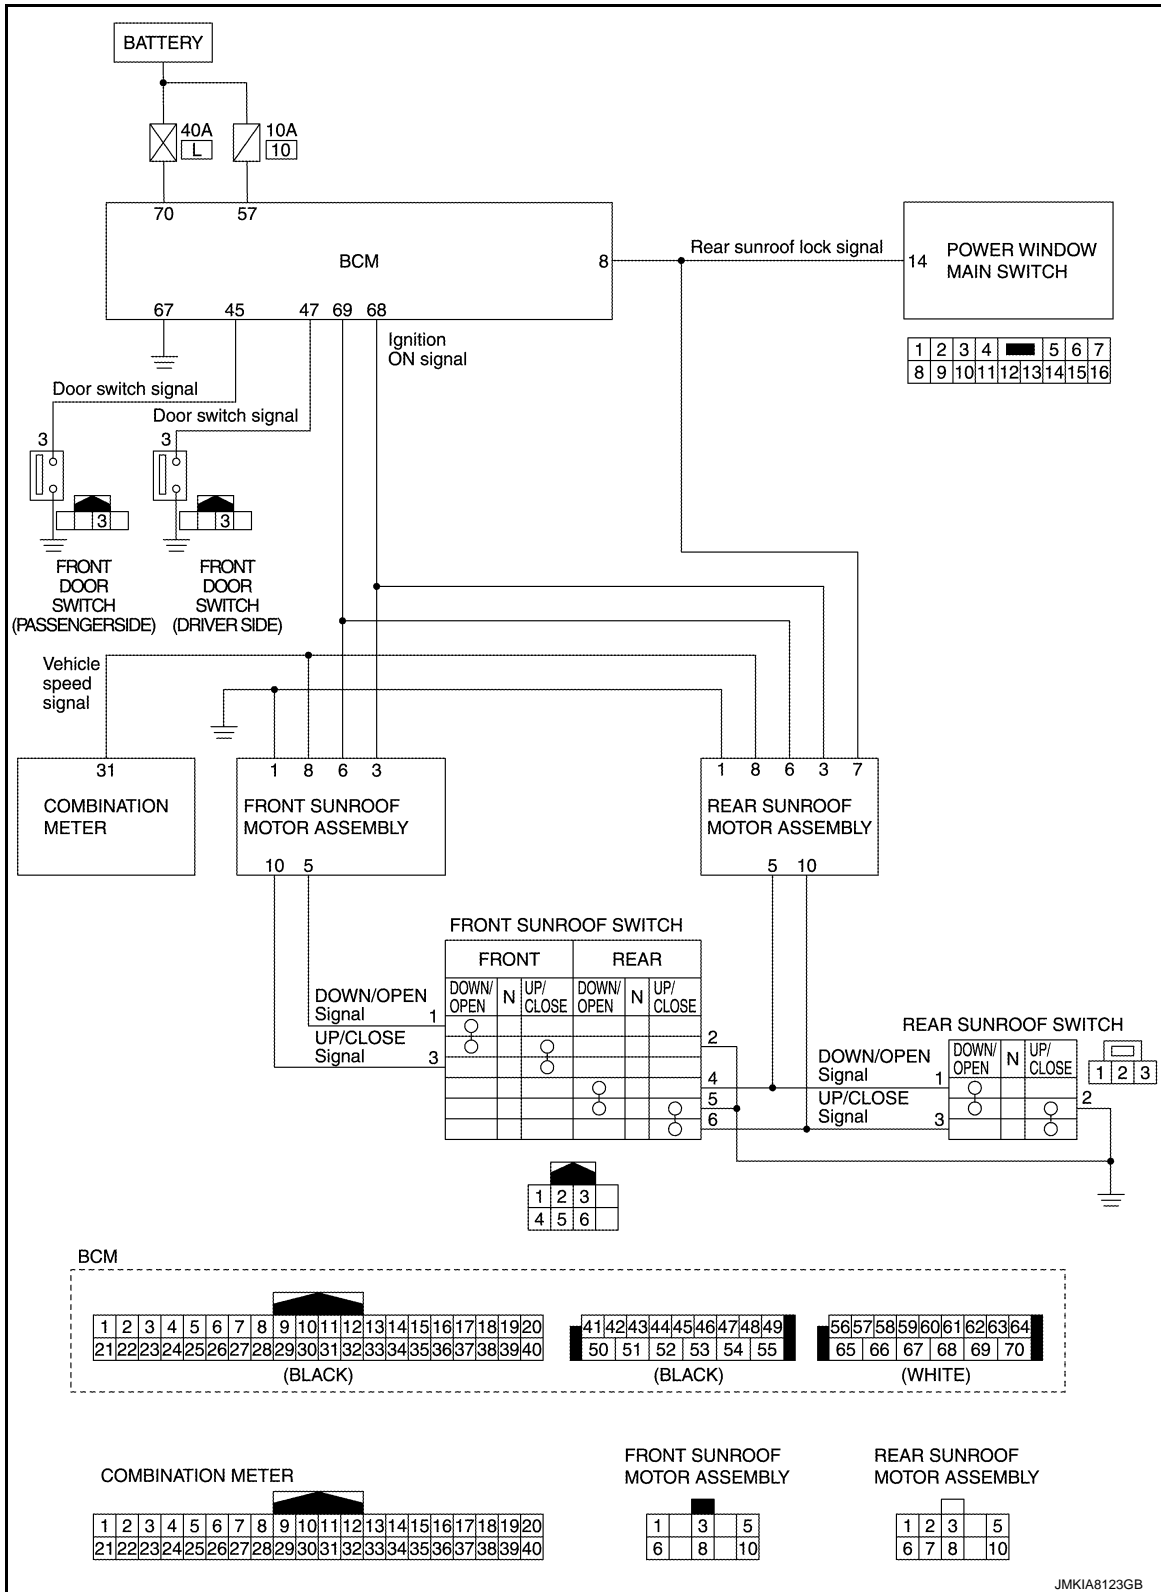 BATTERY
40A
L
10A
10
70 57
BCM
8
Rear sunroof lock signal
14
POWER WINDOW
MAIN SWITCH
67 45 47 69 68
Ignition
ON signal
1 2 3 4 5 6 7
8 9 10 11 12 13 14 15 16
Door switch signal
Door switch signal
3
3
3
3
FRONT
DOOR
SWITCH
(PASSENGERSIDE)
FRONT
DOOR
SWITCH
(DRIVER SIDE)
Vehicle
speed
signal
31
COMBINATION
METER
1 8 6 3
FRONT SUNROOF
MOTOR ASSEMBLY
10 5
1 8 6 3 7
REAR SUNROOF
MOTOR ASSEMBLY
5 10
FRONT SUNROOF SWITCH
FRONT REAR
DOWN/
OPEN
N
UP/
CLOSE
DOWN/
OPEN
N
UP/
CLOSE
DOWN/OPEN
Signal
1
UP/CLOSE
Signal
3
2
4
5
6
REAR SUNROOF SWITCH
DOWN/OPEN
Signal
1
UP/CLOSE
Signal
3
DOWN/
OPEN
N
UP/
CLOSE
2
1 2 3
1 2 3
4 5 6
BCM
1 2 3 4 5 6 7 8 9 10 11 12 13 14 15 16 17 18 19 20
21 22 23 24 25 26 27 28 29 30 31 32 33 34 35 36 37 38 39 40
(BLACK)
41 42 43 44 45 46 47 48 49
50 51 52 53 54 55
(BLACK)
56 57 58 59 60 61 62 63 64
65 66 67 68 69 70
(WHITE)
COMBINATION METER
1 2 3 4 5 6 7 8 9 10 11 12 13 14 15 16 17 18 19 20
21 22 23 24 25 26 27 28 29 30 31 32 33 34 35 36 37 38 39 40
FRONT SUNROOF
MOTOR ASSEMBLY
1 3 5
6 8 10
REAR SUNROOF
MOTOR ASSEMBLY
1 2 3 5
6 7 8 10
JMKIA8123GB